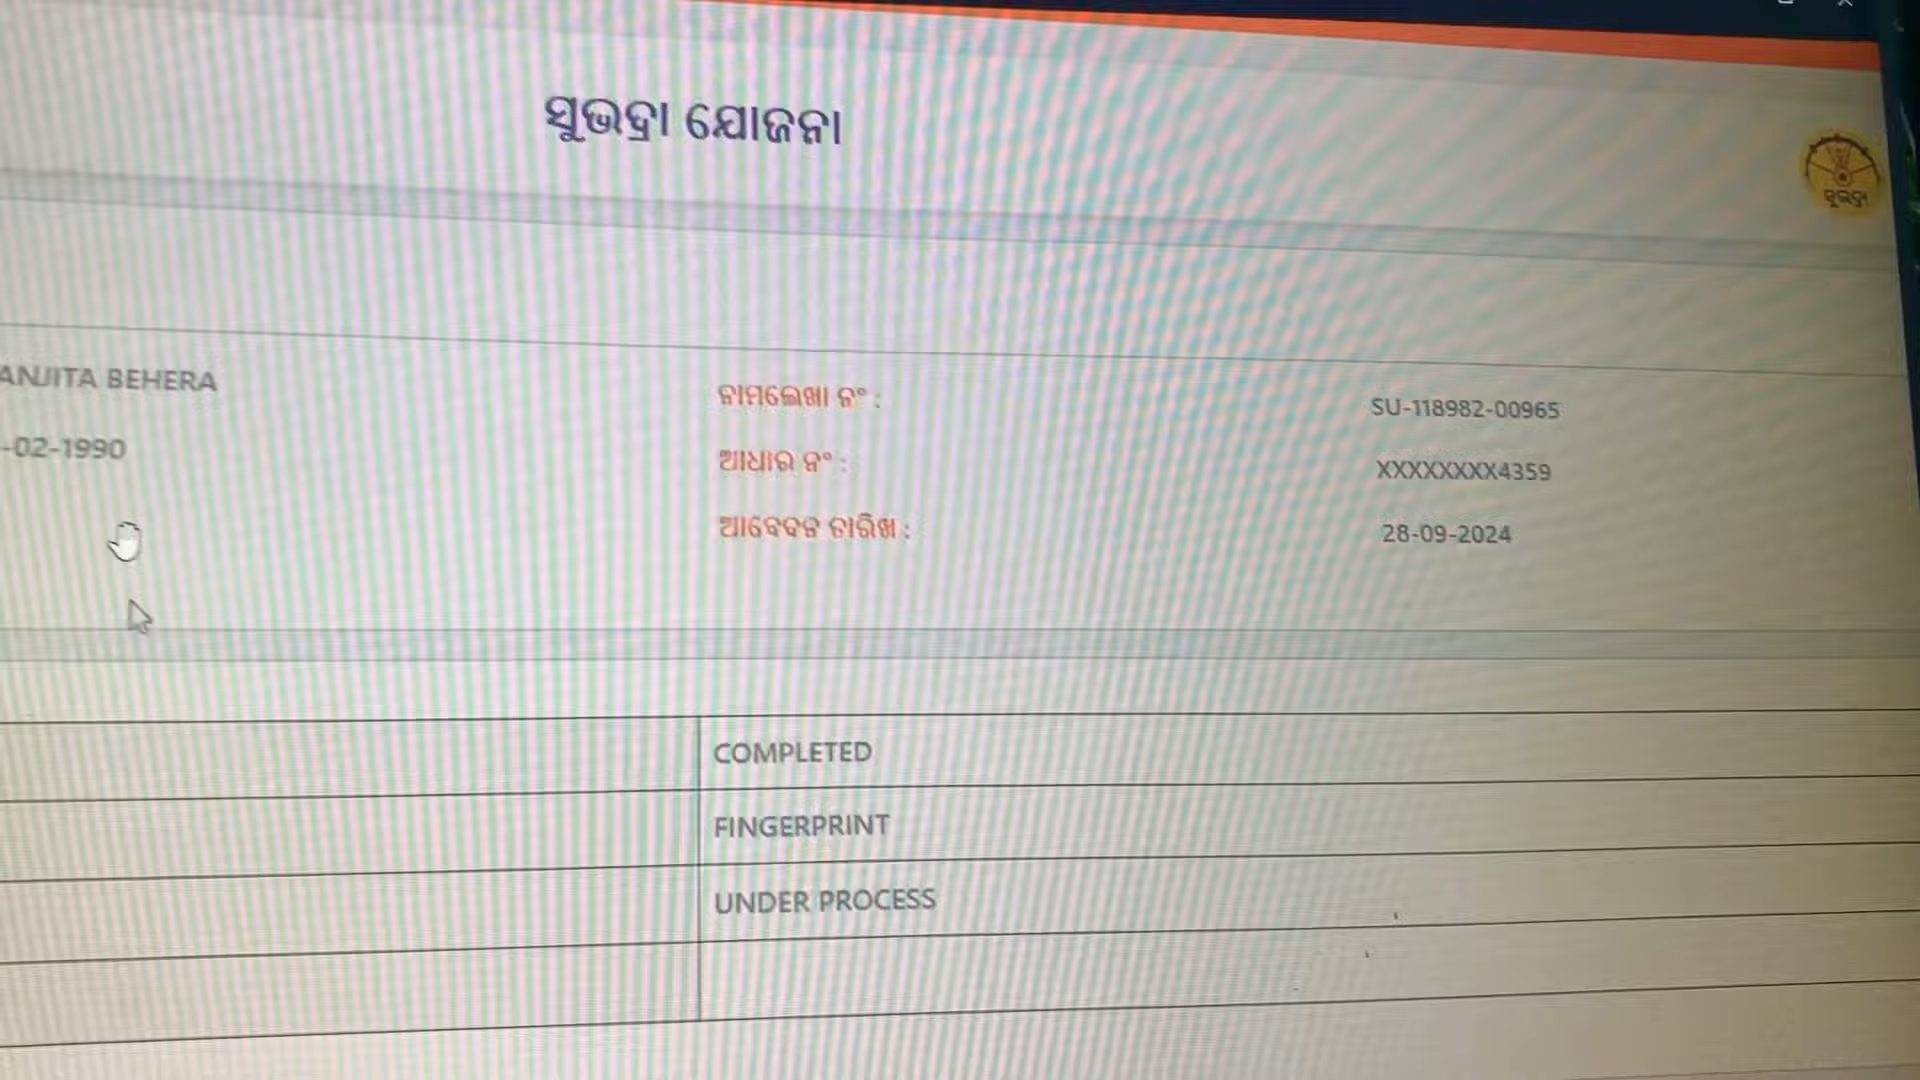 ସୁଭଦ୍ରା ଯୋଜନା
ସୁଭଦ୍ରା
ANJITA BEHERA
ନାମଲେଖା ନଂ :
SU-118982-00965
-02-1990
ଆଧାର ନଂ :
XXXXXXXX4359
ଆବେଦନ ତାରିଖ :
28-09-2024
COMPLETED
FINGERPRINT
UNDER PROCESS